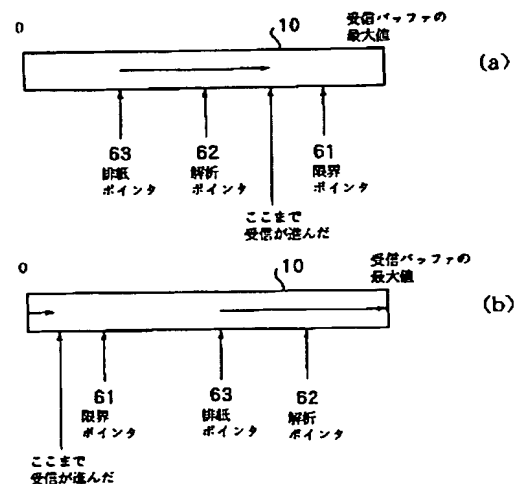 0
10
受信バッファの
最大値
(a)
63
排紙
ポインタ
62
解析
ポインタ
61
限界
ポインタ
ここまで
受信が進んだ
0
10
受信バッファの
最大値
(b)
61
限界
ポインタ
63
排紙
ポインタ
62
解析
ポインタ
ここまで
受信が進んだ